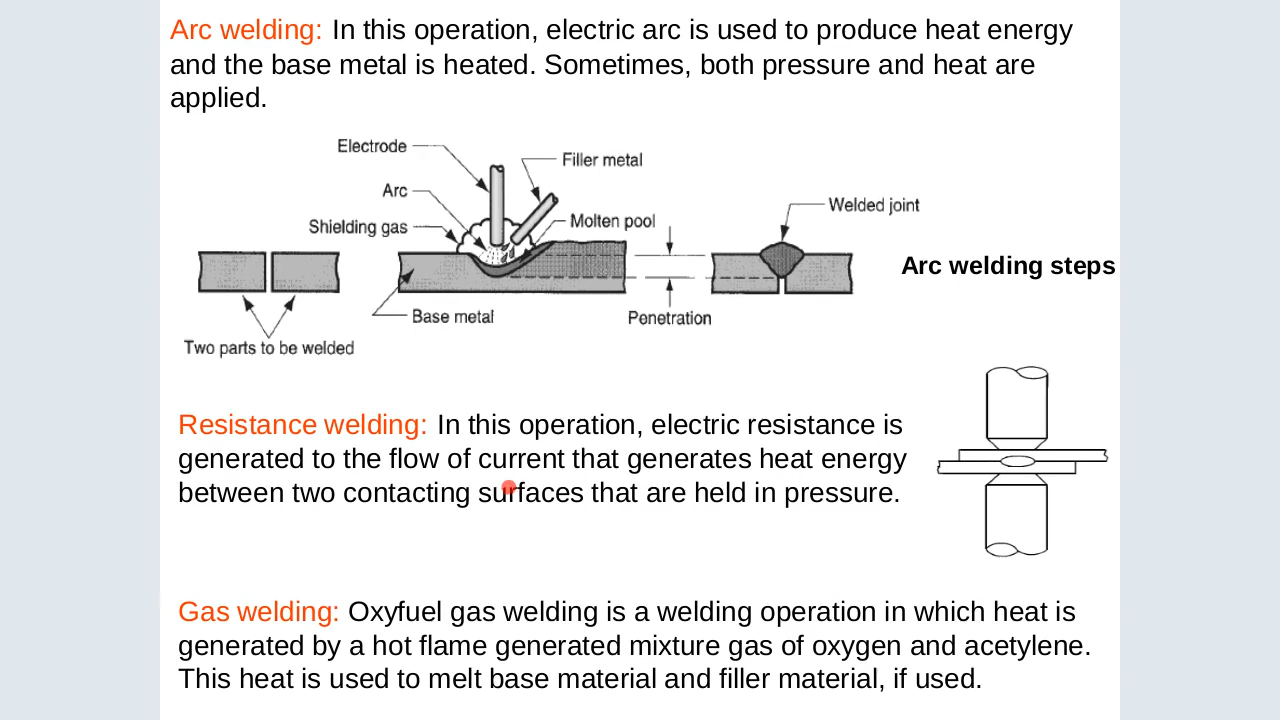 Arc welding: In this operation, electric arc is used to produce heat energy
and the base metal is heated. Sometimes, both pressure and heat are
applied.
Electrode
Filler metal
Arc
Molten pool
Shielding gas
Welded joint
Arc welding steps
Base metal
Penetration
Two parts to be welded
Resistance welding: In this operation, electric resistance is
generated to the flow of current that generates heat energy
between two contacting surfaces that are held in pressure.
Gas welding: Oxyfuel gas welding is a welding operation in which heat is
generated by a hot flame generated mixture gas of oxygen and acetylene.
This heat is used to melt base material and filler material, if used.